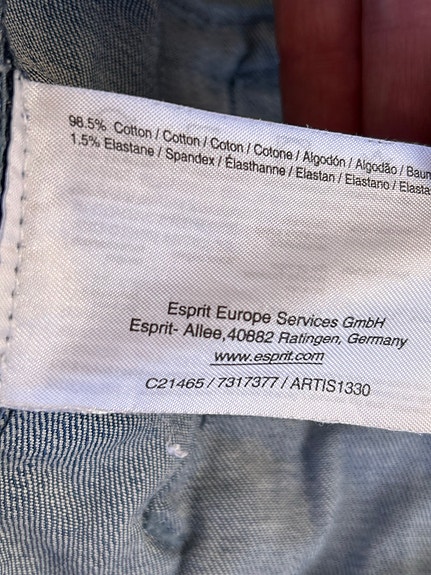 98.5% Cotton / Cotton / Coton / Cotone / Algodón / Algodão / Baum
1.5% Elastane / Spandex / Élasthanne / Elastan / Elastano / Elasta
Esprit Europe Services GmbH
Esprit- Allee,40882 Ratingen, Germany
www.esprit.com
C21465 / 7317377 / ARTIS1330